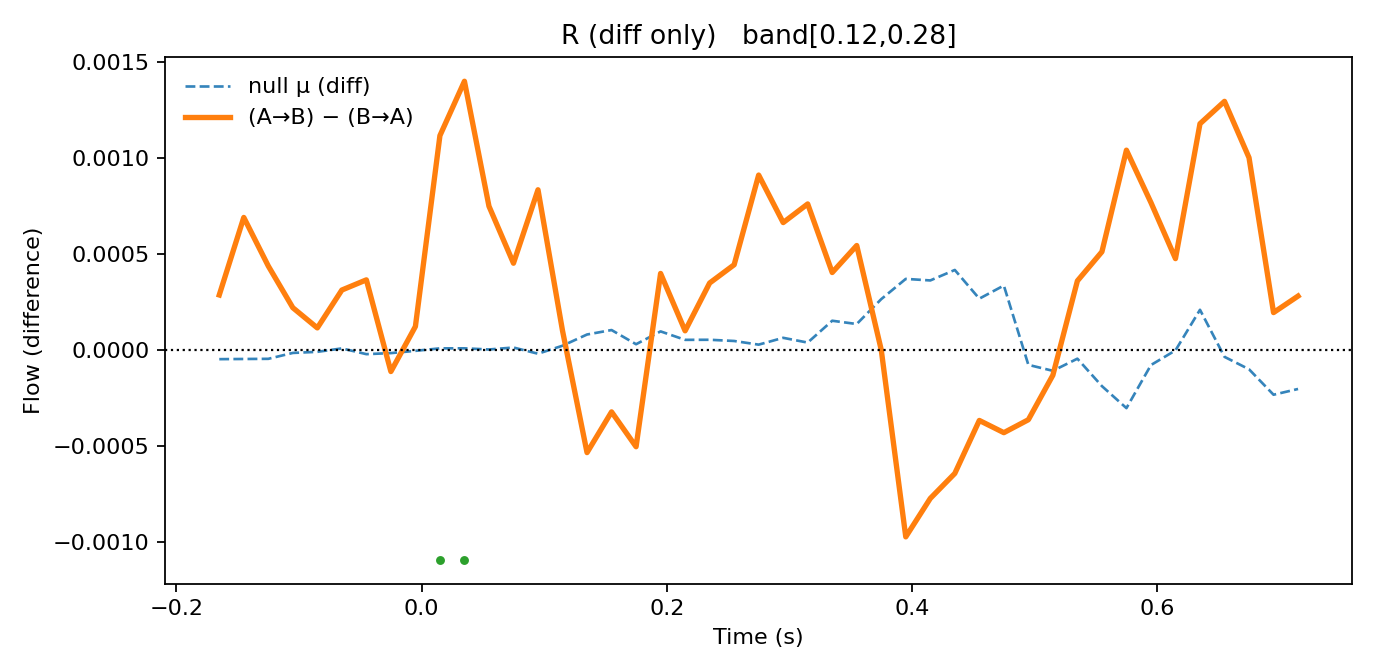 R (diff only)   band[0.12,0.28]
0.0015
0.0010
0.0005
0.0000
−0.0005
−0.0010
Flow (difference)
null μ (diff)
(A→B) − (B→A)
−0.2
0.0
0.2
0.4
0.6
Time (s)